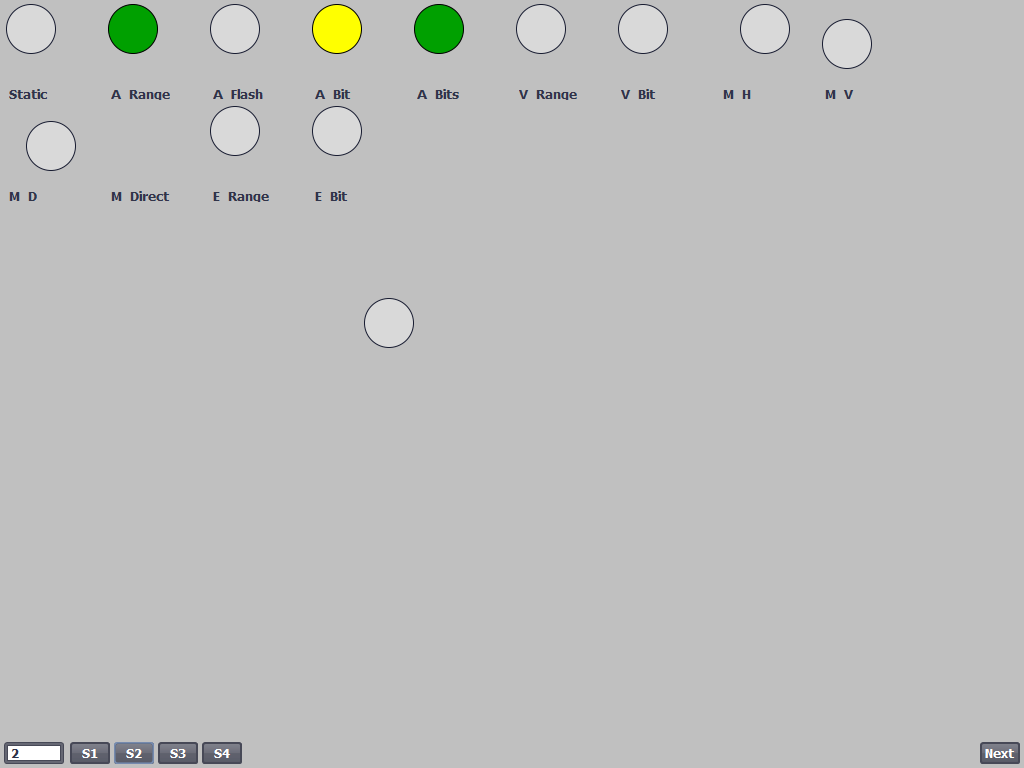 Static A Range A Flash A Bit A Bits V Range V Bit M H M V
M D M Direct E Range E Bit
2 S1 S2 S3 S4 Next